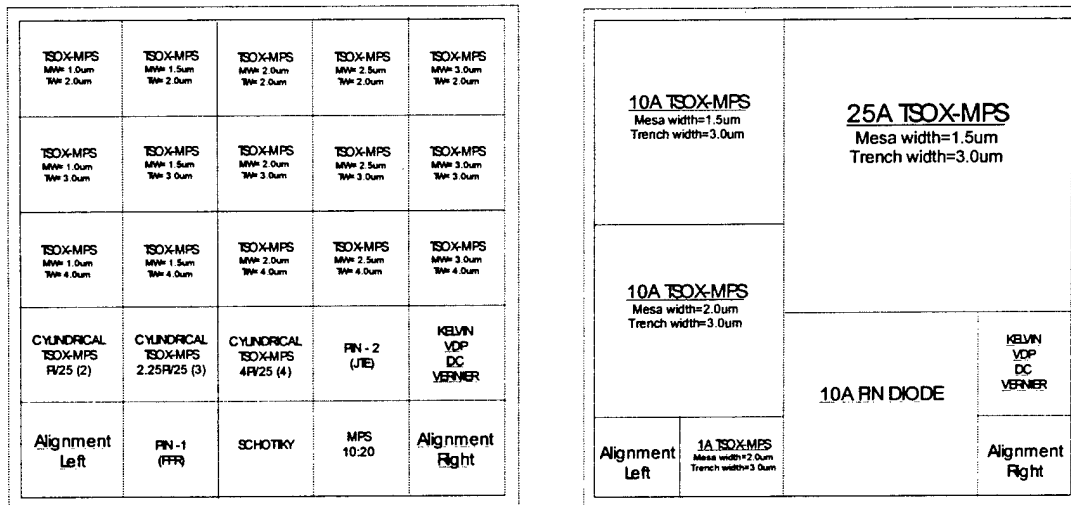 TSOX-MPS
MW= 1.0um
TW= 2.0um
TSOX-MPS
MW= 1.5um
TW= 2.0um
TSOX-MPS
MW= 2.0um
TW= 2.0um
TSOX-MPS
MW= 2.5um
TW= 2.0um
TSOX-MPS
MW= 3.0um
TW= 2.0um
TSOX-MPS
MW= 1.0um
TW= 3.0um
TSOX-MPS
MW= 1.5um
TW= 3.0um
TSOX-MPS
MW= 2.0um
TW= 3.0um
TSOX-MPS
MW= 2.5um
TW= 3.0um
TSOX-MPS
MW= 3.0um
TW= 3.0um
TSOX-MPS
MW= 1.0um
TW= 4.0um
TSOX-MPS
MW= 1.5um
TW= 4.0um
TSOX-MPS
MW= 2.0um
TW= 4.0um
TSOX-MPS
MW= 2.5um
TW= 4.0um
TSOX-MPS
MW= 3.0um
TW= 4.0um
CYLINDRICAL
TSOX-MPS
PI/25 (2)
CYLINDRICAL
TSOX-MPS
2.25PI/25 (3)
CYLINDRICAL
TSOX-MPS
4PI/25 (4)
PIN - 2
(JTE)
KELVIN
VDP
DC
VERNIER
Alignment
Left
PIN -1
(FFR)
SCHOTTKY
MPS
10:20
Alignment
Right
10A TSOX-MPS
Mesa width=1.5um
Trench width=3.0um
25A TSOX-MPS
Mesa width=1.5um
Trench width=3.0um
10A TSOX-MPS
Mesa width=2.0um
Trench width=3.0um
10A PIN DIODE
KELVIN
VDP
DC
VERNIER
Alignment
Left
1A TSOX-MPS
Mesa width=2.0um
Trench width=3.0um
Alignment
Right